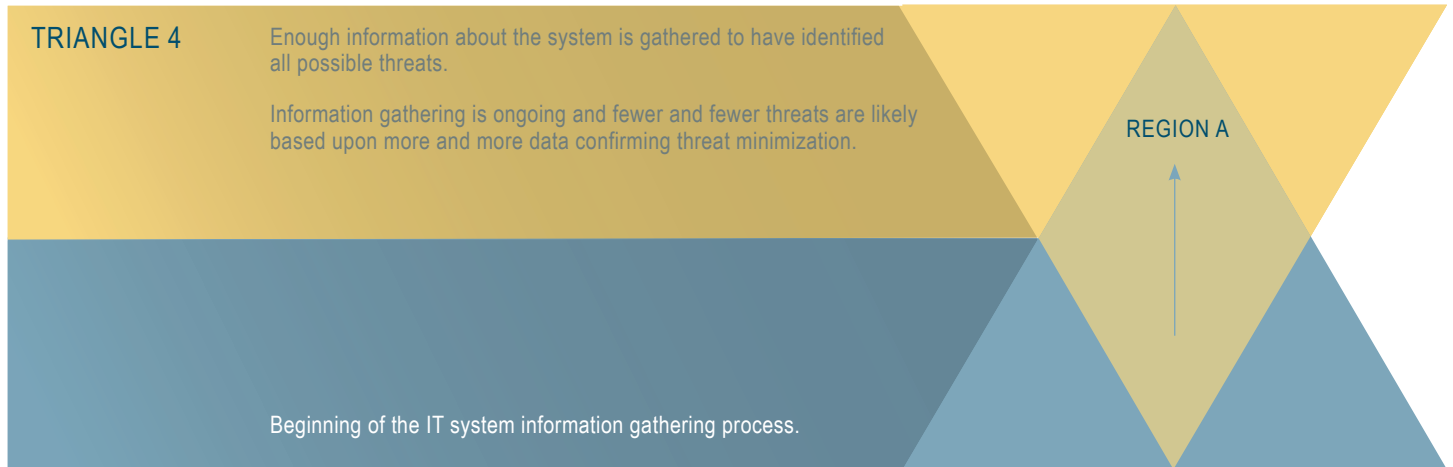 TRIANGLE 4
Enough information about the system is gathered to have identified
all possible threats.
Information gathering is ongoing and fewer and fewer threats are likely
based upon more and more data confirming threat minimization.
REGION A
Beginning of the IT system information gathering process.